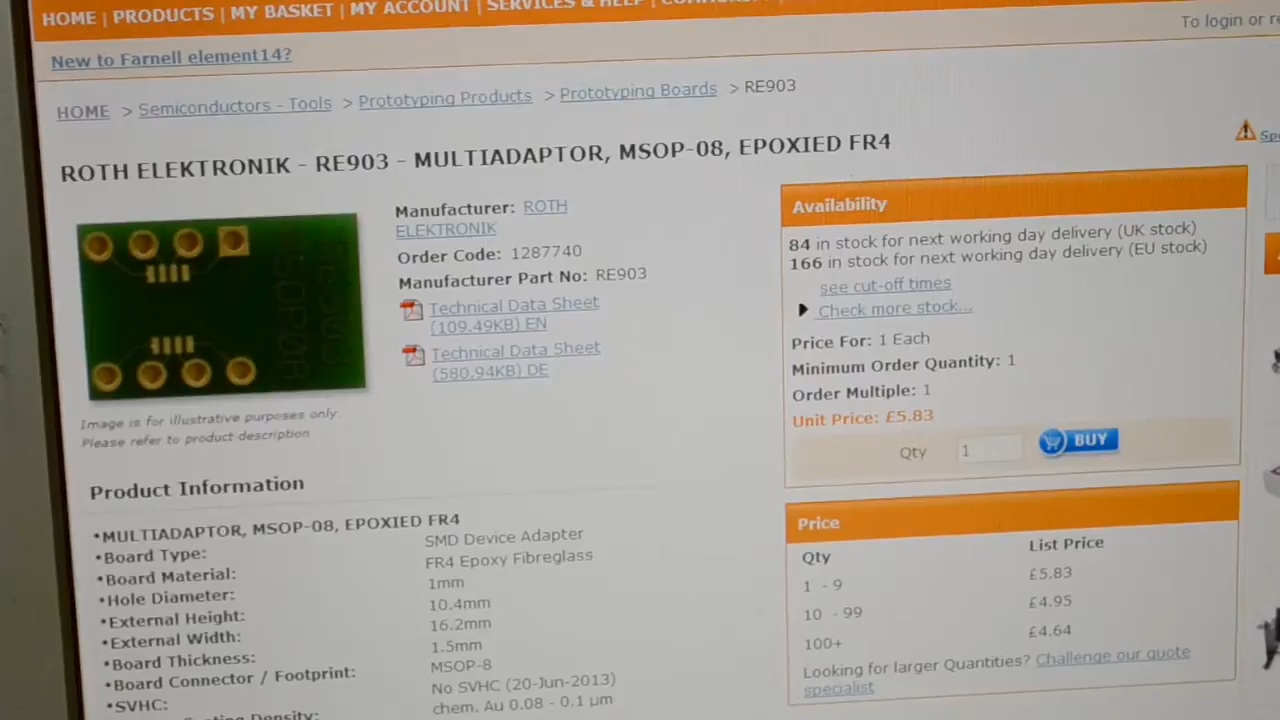 HOME | PRODUCTS | MY BASKET | MY ACCOUNT | SERVICES & HELP
To login or re
New to Farnell element14?
HOME > Semiconductors - Tools > Prototyping Products > Prototyping Boards > RE903
ROTH ELEKTRONIK - RE903 - MULTIADAPTOR, MSOP-08, EPOXIED FR4
Manufacturer: ROTH
ELEKTRONIK
Order Code: 1287740
Manufacturer Part No: RE903
Technical Data Sheet
(109.49KB) EN
Technical Data Sheet
(580.94KB) DE
Image is for illustrative purposes only.
Please refer to product description
Availability
84 in stock for next working day delivery (UK stock)
166 in stock for next working day delivery (EU stock)
see cut-off times
Check more stock...
Price For: 1 Each
Minimum Order Quantity: 1
Order Multiple: 1
Unit Price: £5.83
Qty 1 BUY
Product Information
•MULTIADAPTOR, MSOP-08, EPOXIED FR4
•Board Type: SMD Device Adapter
•Board Material: FR4 Epoxy Fibreglass
•Hole Diameter: 1mm
•External Height: 10.4mm
•External Width: 16.2mm
•Board Thickness: 1.5mm
•Board Connector / Footprint: MSOP-8
•SVHC: No SVHC (20-Jun-2013)
Density: chem. Au 0.08 - 0.1 µm
Price
Qty List Price
1 - 9 £5.83
10 - 99 £4.95
100+ £4.64
Looking for larger Quantities? Challenge our quote
specialist